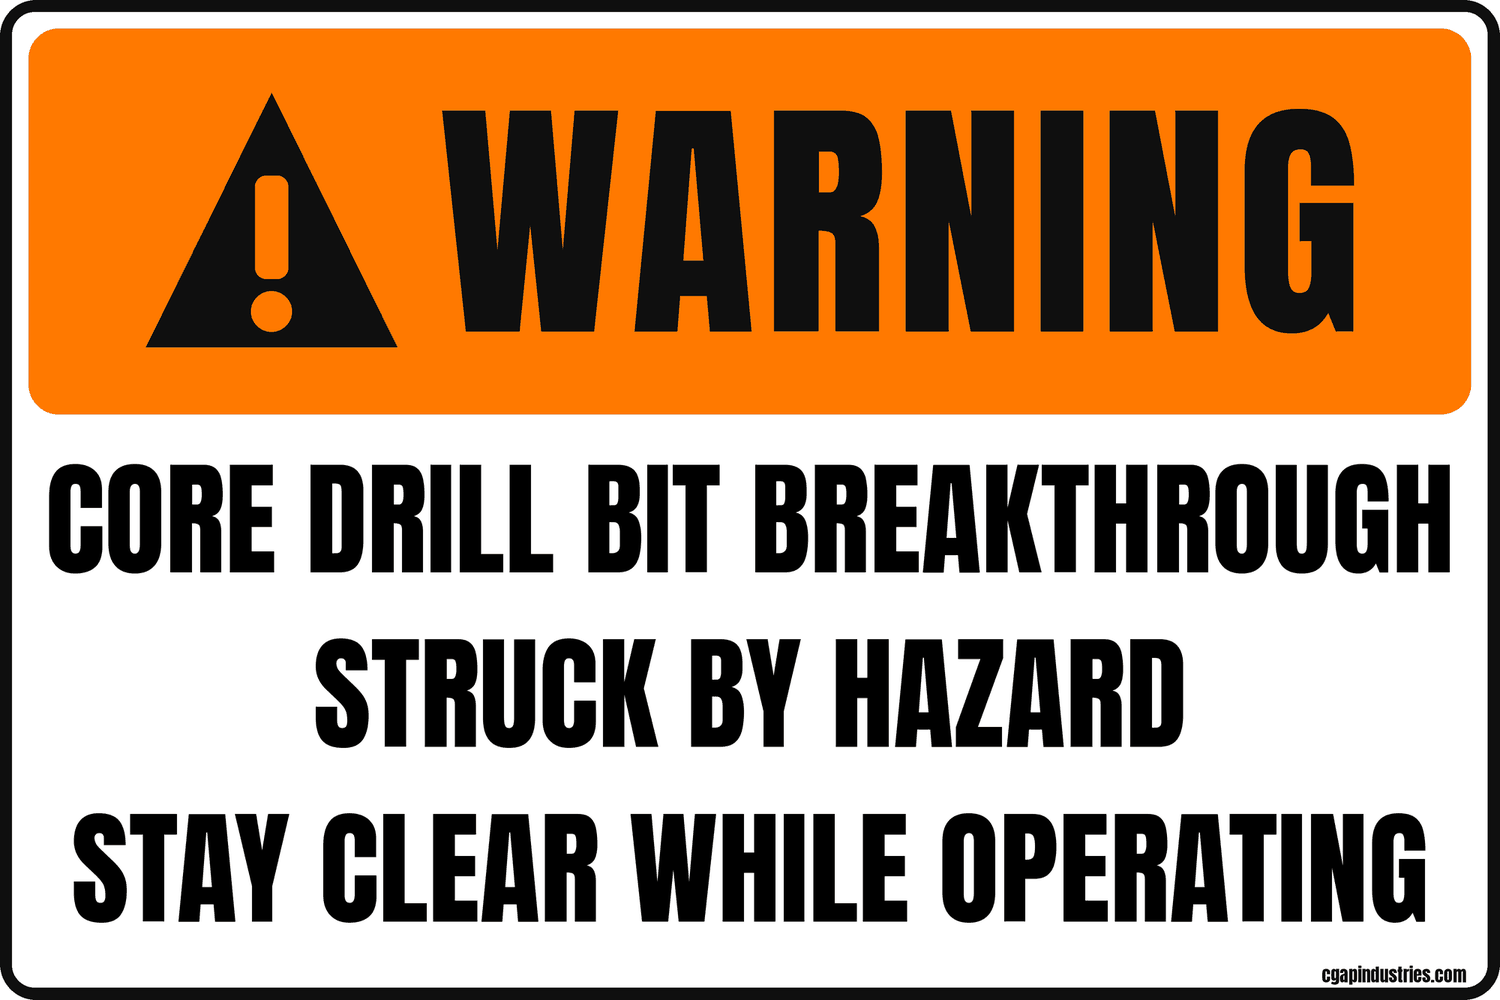 WARNING
CORE DRILL BIT BREAKTHROUGH
STRUCK BY HAZARD
STAY CLEAR WHILE OPERATING
cgapindustries.com